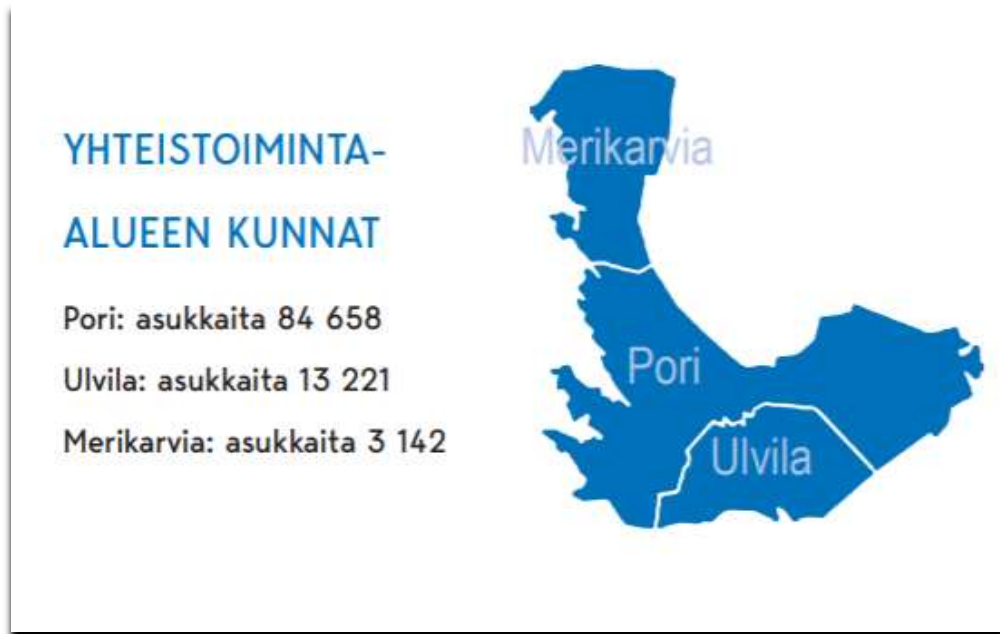 YHTEISTOIMINTA-
ALUEEN KUNNAT
Pori: asukkaita 84 658
Ulvila: asukkaita 13 221
Merikarvia: asukkaita 3 142
Merikarvia
Pori
Ulvila